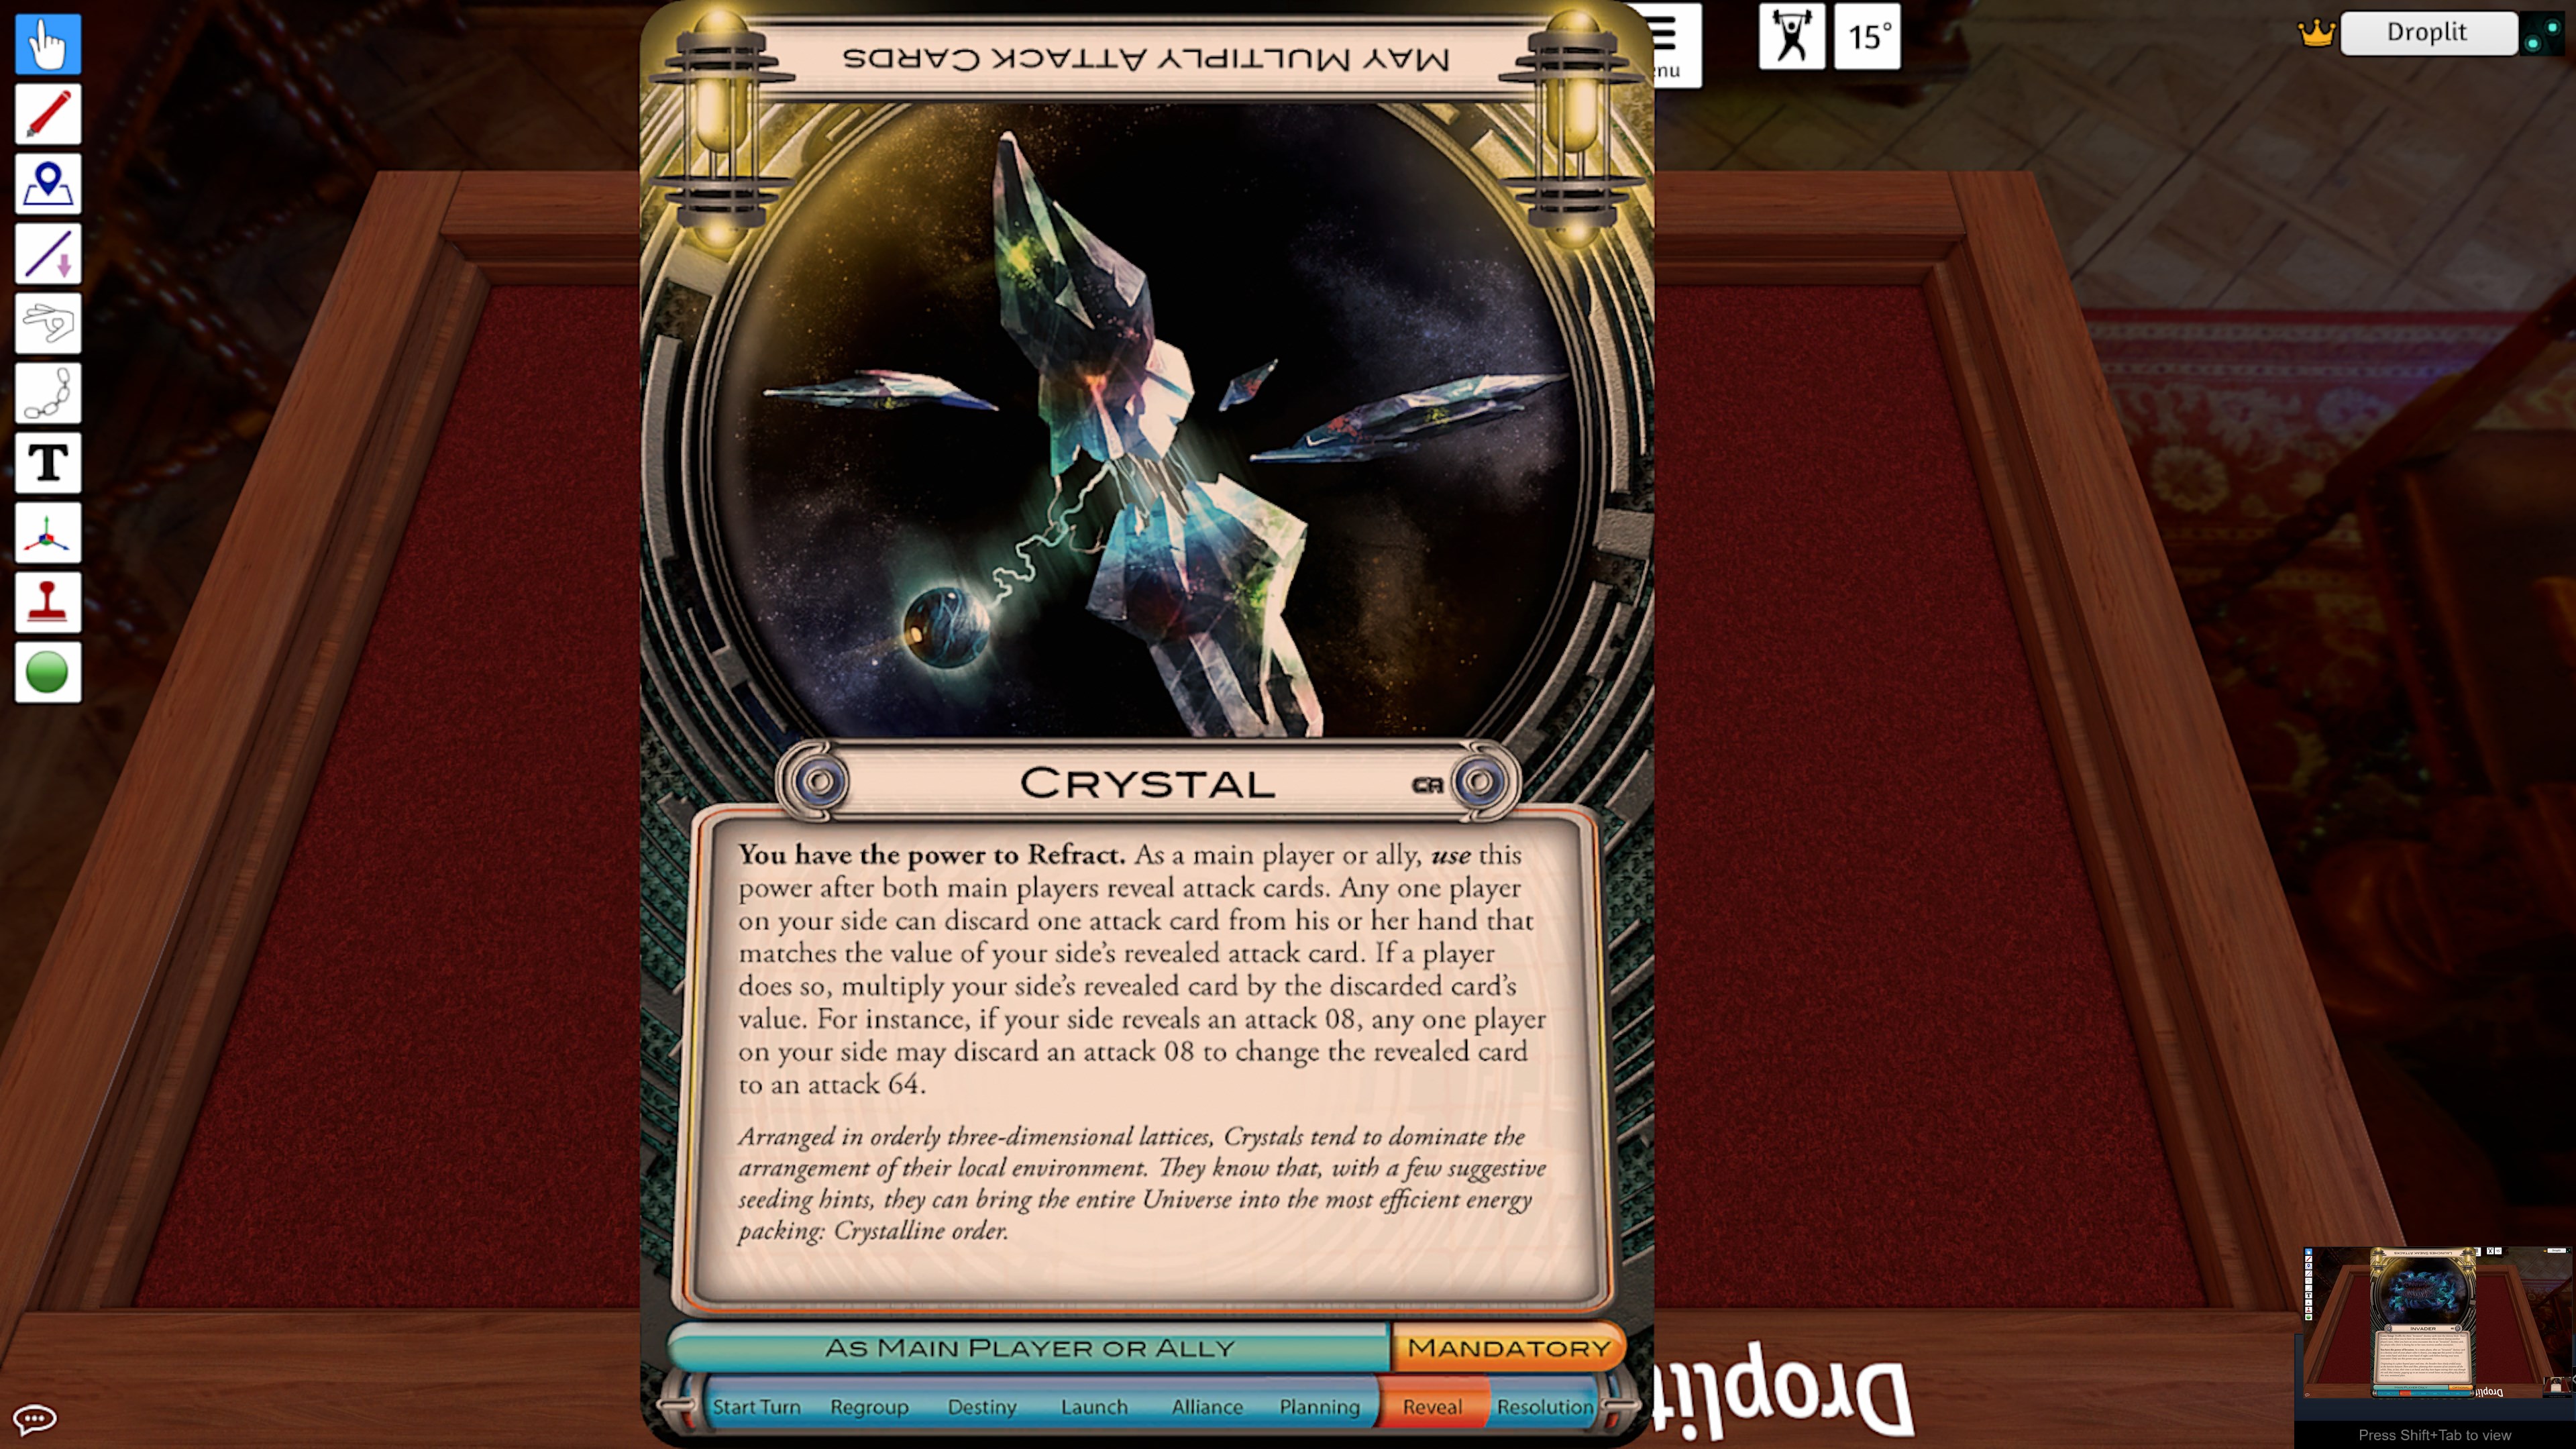 May Multiply Attack Cards
nu
15°
Droplit
T
Crystal
CA
You have the power to Refract. As a main player or ally, use this
power after both main players reveal attack cards. Any one player
on your side can discard one attack card from his or her hand that
matches the value of your side's revealed attack card. If a player
does so, multiply your side's revealed card by the discarded card's
value. For instance, if your side reveals an attack 08, any one player
on your side may discard an attack 08 to change the revealed card
to an attack 64.
Arranged in orderly three-dimensional lattices, Crystals tend to dominate the
arrangement of their local environment. They know that, with a few suggestive
seeding hints, they can bring the entire Universe into the most efficient energy
packing: Crystalline order.
As Main Player or Ally Mandatory
Start Turn Regroup Destiny Launch Alliance Planning Reveal Resolution
Droplit
Invader
Press Shift+Tab to view